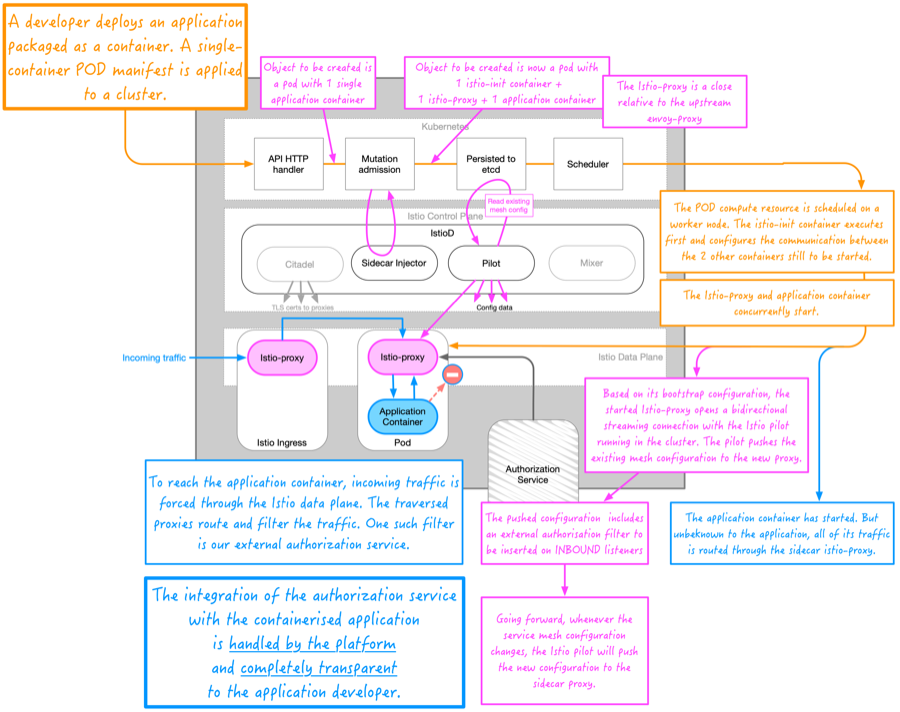 A developer deploys an application
packaged as a container. A single-
container POD manifest is applied
to a cluster.
Object to be created is
a pod with 1 single
application container
Object to be created is now a pod with
1 istio-init container +
1 istio-proxy + 1 application container
The Istio-proxy is a close
relative to the upstream
envoy-proxy
Kubernetes
API HTTP
handler
Mutation
admission
Persisted to
etcd
Scheduler
Read existing
mesh config
Istio Control Plane
IstioD
Citadel
Sidecar Injector
Pilot
Mixer
TLS certs to proxies
Config data
The POD compute resource is scheduled on a
worker node. The istio-init container executes
first and configures the communication between
the 2 other containers still to be started.
The Istio-proxy and application container
concurrently start.
Incoming traffic
Istio-proxy
Istio-proxy
Istio Data Plane
Application
Container
Istio Ingress
Pod
Authorization
Service
Based on its bootstrap configuration, the
started Istio-proxy opens a bidirectional
streaming connection with the Istio pilot
running in the cluster. The pilot pushes the
existing mesh configuration to the new proxy.
To reach the application container, incoming traffic is
forced through the Istio data plane. The traversed
proxies route and filter the traffic. One such filter
is our external authorization service.
The pushed configuration includes
an external authorisation filter to
be inserted on INBOUND listeners
The application container has started. But
unbeknown to the application, all of its traffic
is routed through the sidecar istio-proxy.
The integration of the authorization service
with the containerised application
is handled by the platform
and completely transparent
to the application developer.
Going forward, whenever the
service mesh configuration
changes, the Istio pilot will push
the new configuration to the
sidecar proxy.